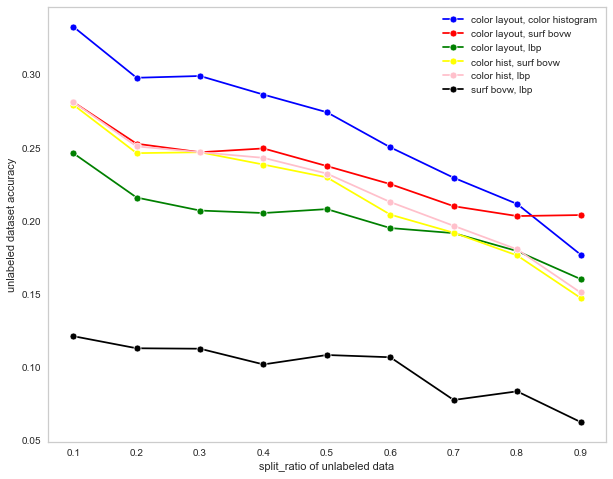 color layout, color histogram
color layout, surf bovw
color layout, lbp
color hist, surf bovw
color hist, lbp
surf bovw, lbp
unlabeled dataset accuracy
0.30
0.25
0.20
0.15
0.10
0.05
0.1 0.2 0.3 0.4 0.5 0.6 0.7 0.8 0.9
split_ratio of unlabeled data